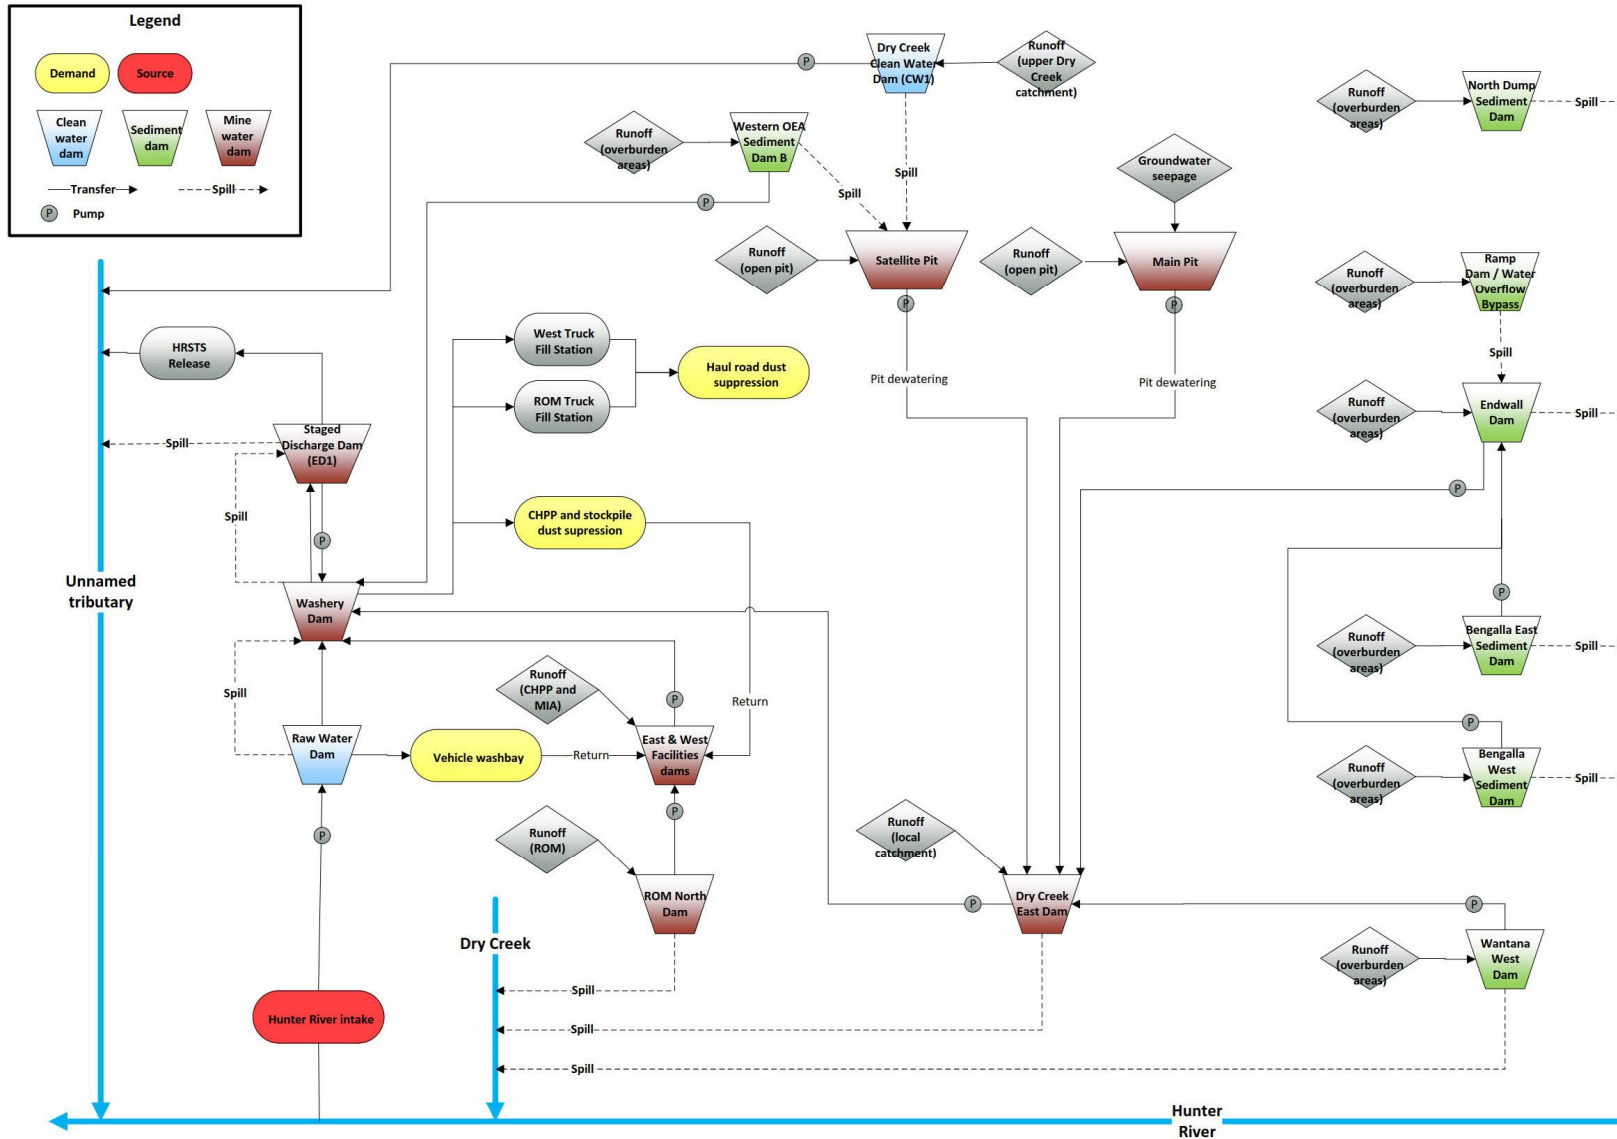 Legend
Demand
Source
Clean
water
dam
Sediment
dam
Mine
water
dam
Transfer
Spill
P
Pump
Dry Creek
Clean Water
Dam (CW1)
P
Runoff
(upper Dry
Creek
catchment)
Runoff
(overburden
areas)
North Dump
Sediment
Dam
Spill
Runoff
(overburden
areas)
Western OEA
Sediment
Dam B
Spill
Spill
P
Groundwater
seepage
Runoff
(open pit)
Satellite Pit
P
Runoff
(open pit)
Main Pit
P
Runoff
(overburden
areas)
Ramp
Dam / Water
Overflow
Bypass
Spill
HRSTS
Release
West Truck
Fill Station
ROM Truck
Fill Station
Haul road dust
suppression
Pit dewatering
Pit dewatering
Runoff
(overburden
areas)
Endwall
Dam
Spill
Staged
Discharge Dam
(ED1)
Spill
Spill
P
P
CHPP and stockpile
dust supression
Unnamed
tributary
Washery
Dam
P
Runoff
(overburden
areas)
Bengalla East
Sediment
Dam
Spill
Spill
Runoff
(CHPP and
MIA)
P
Return
P
Raw Water
Dam
Vehicle washbay
Return
East & West
Facilities
dams
Runoff
(overburden
areas)
Bengalla
West
Sediment
Dam
Spill
P
P
Runoff
(ROM)
Runoff
(local
catchment)
ROM North
Dam
P
Dry Creek
East Dam
P
Dry Creek
Runoff
(overburden
areas)
Wantana
West
Dam
Spill
Hunter River intake
Spill
Spill
Hunter
River